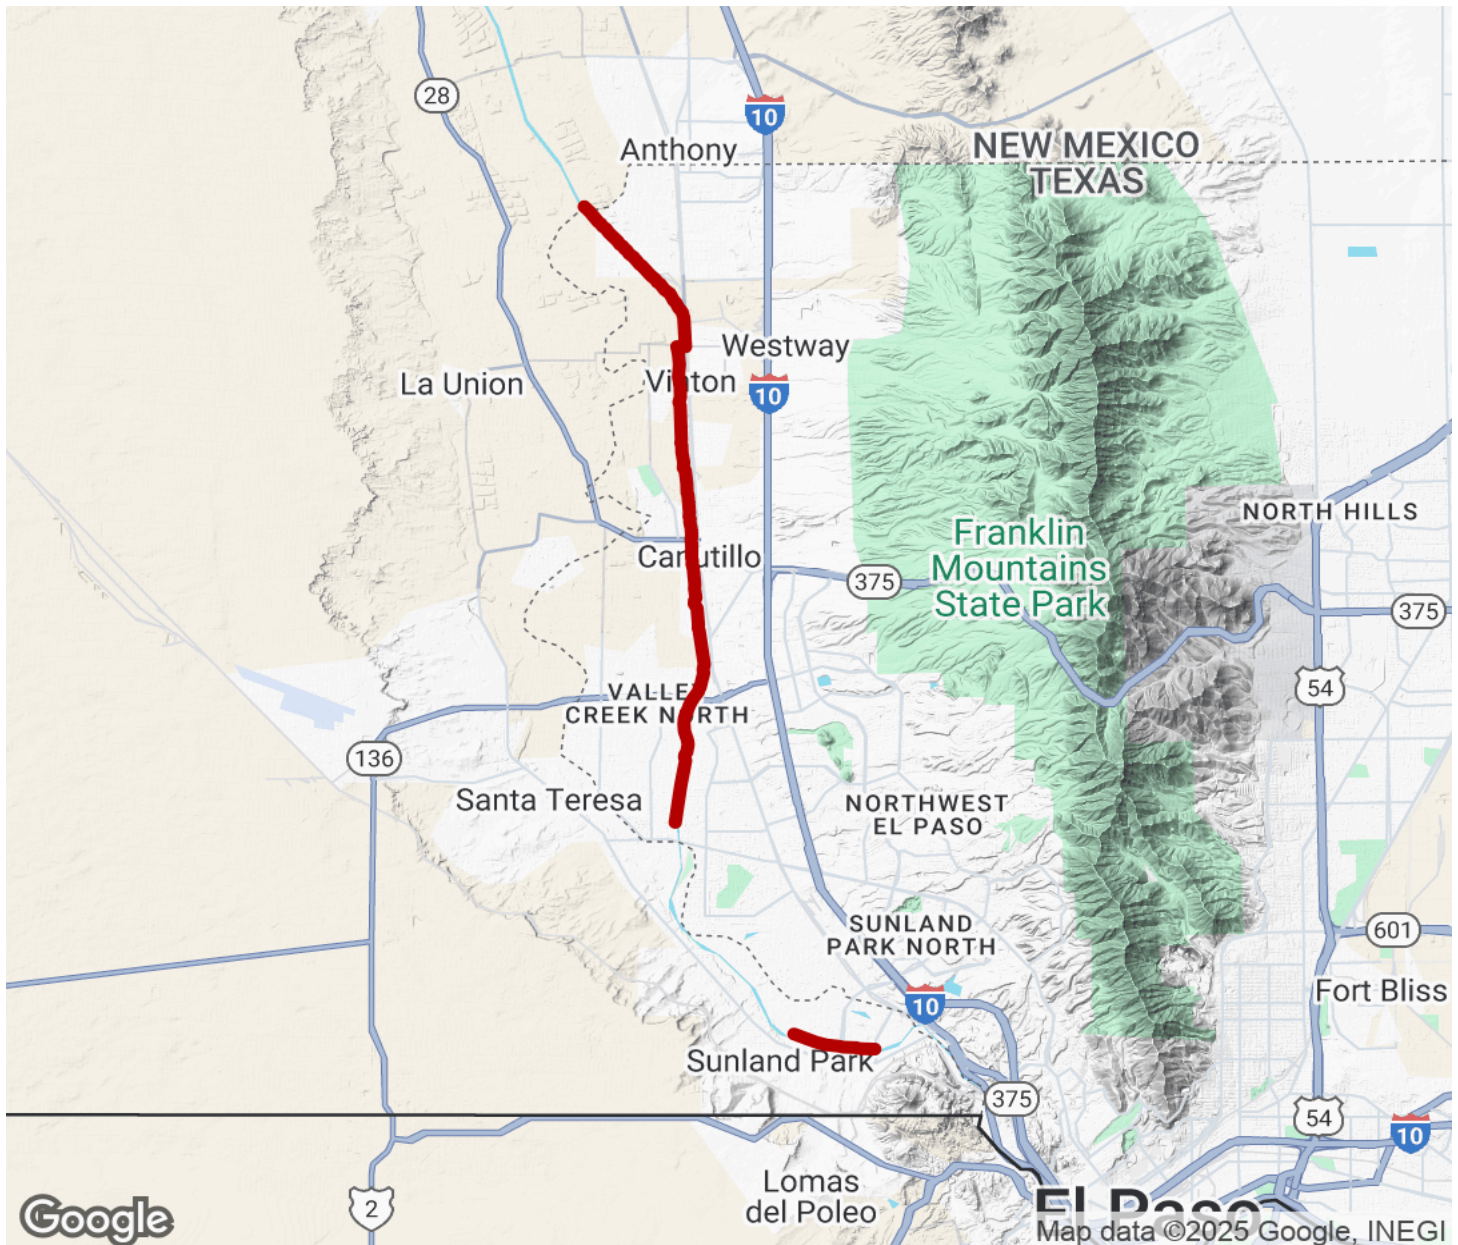 28
10
Anthony
NEW MEXICO
TEXAS
Westway
La Union
Vinton
10
NORTH HILLS
Franklin
Mountains
State Park
Canutillo
375
375
54
VALLEY
CREEK NORTH
136
Santa Teresa
NORTHWEST
EL PASO
SUNLAND
PARK NORTH
601
Fort Bliss
10
Sunland Park
375
54
10
Lomas
del Poleo
2
El Paso
Google
Map data ©2025 Google, INEGI